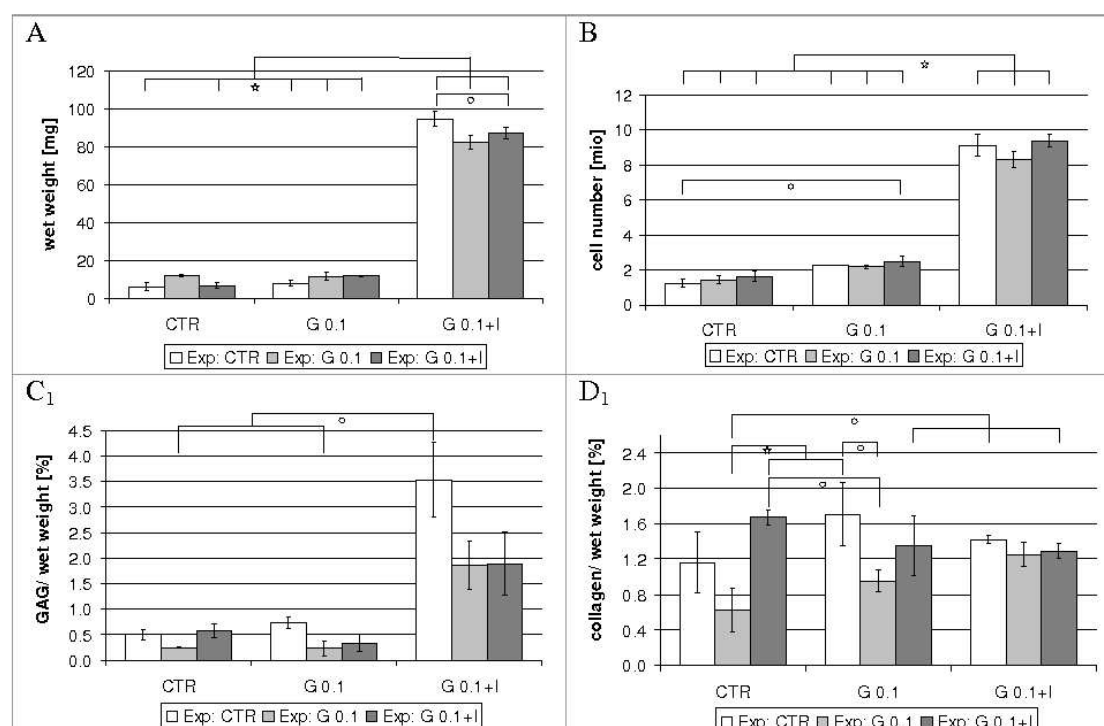 A
wet weight [mg]
120
100
80
60
40
20
0
☆
○
CTR G 0.1 G 0.1+I
Exp: CTR Exp: G 0.1 Exp: G 0.1+I
B
cell number [mio]
12
10
8
6
4
2
0
☆
○
CTR G 0.1 G 0.1+I
Exp: CTR Exp: G 0.1 Exp: G 0.1+I
C₁
GAG/ wet weight [%]
4.5
4.0
3.5
3.0
2.5
2.0
1.5
1.0
0.5
0.0
○
CTR G 0.1 G 0.1+I
Exp: CTR Exp: G 0.1 Exp: G 0.1+I
D₁
collagen/ wet weight [%]
2.4
2.0
1.6
1.2
0.8
0.4
0.0
○
☆
○
○
CTR G 0.1 G 0.1+I
Exp: CTR Exp: G 0.1 Exp: G 0.1+I